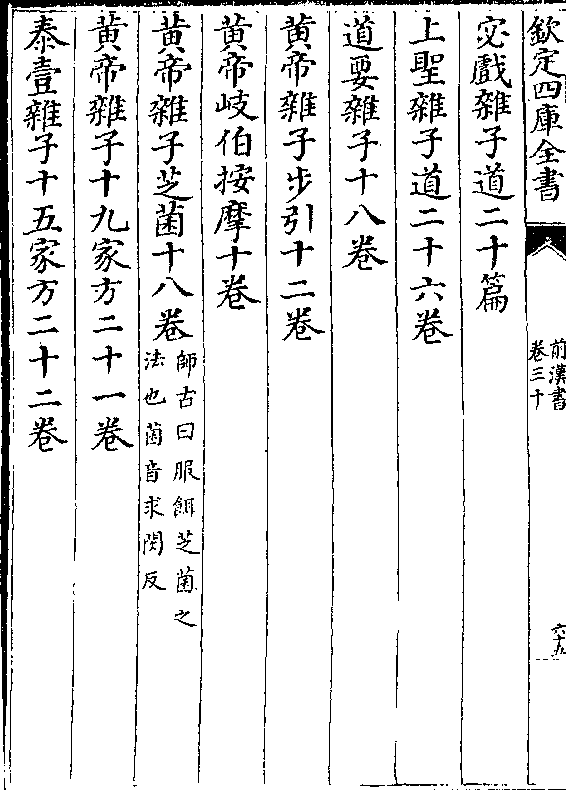 欽定四庫全書
前漢書
卷三十
六十九
宓戲雜子道二十篇
上聖雜子道二十六卷
道要雜子十八卷
黄帝雜子步引十二卷
黄帝岐伯按摩十卷
黄帝雜子芝菌十八卷
師古曰服餌芝菌之
法也菌音求閔反
黄帝雜子十九家方二十一卷
泰壹雜子十五家方二十二卷